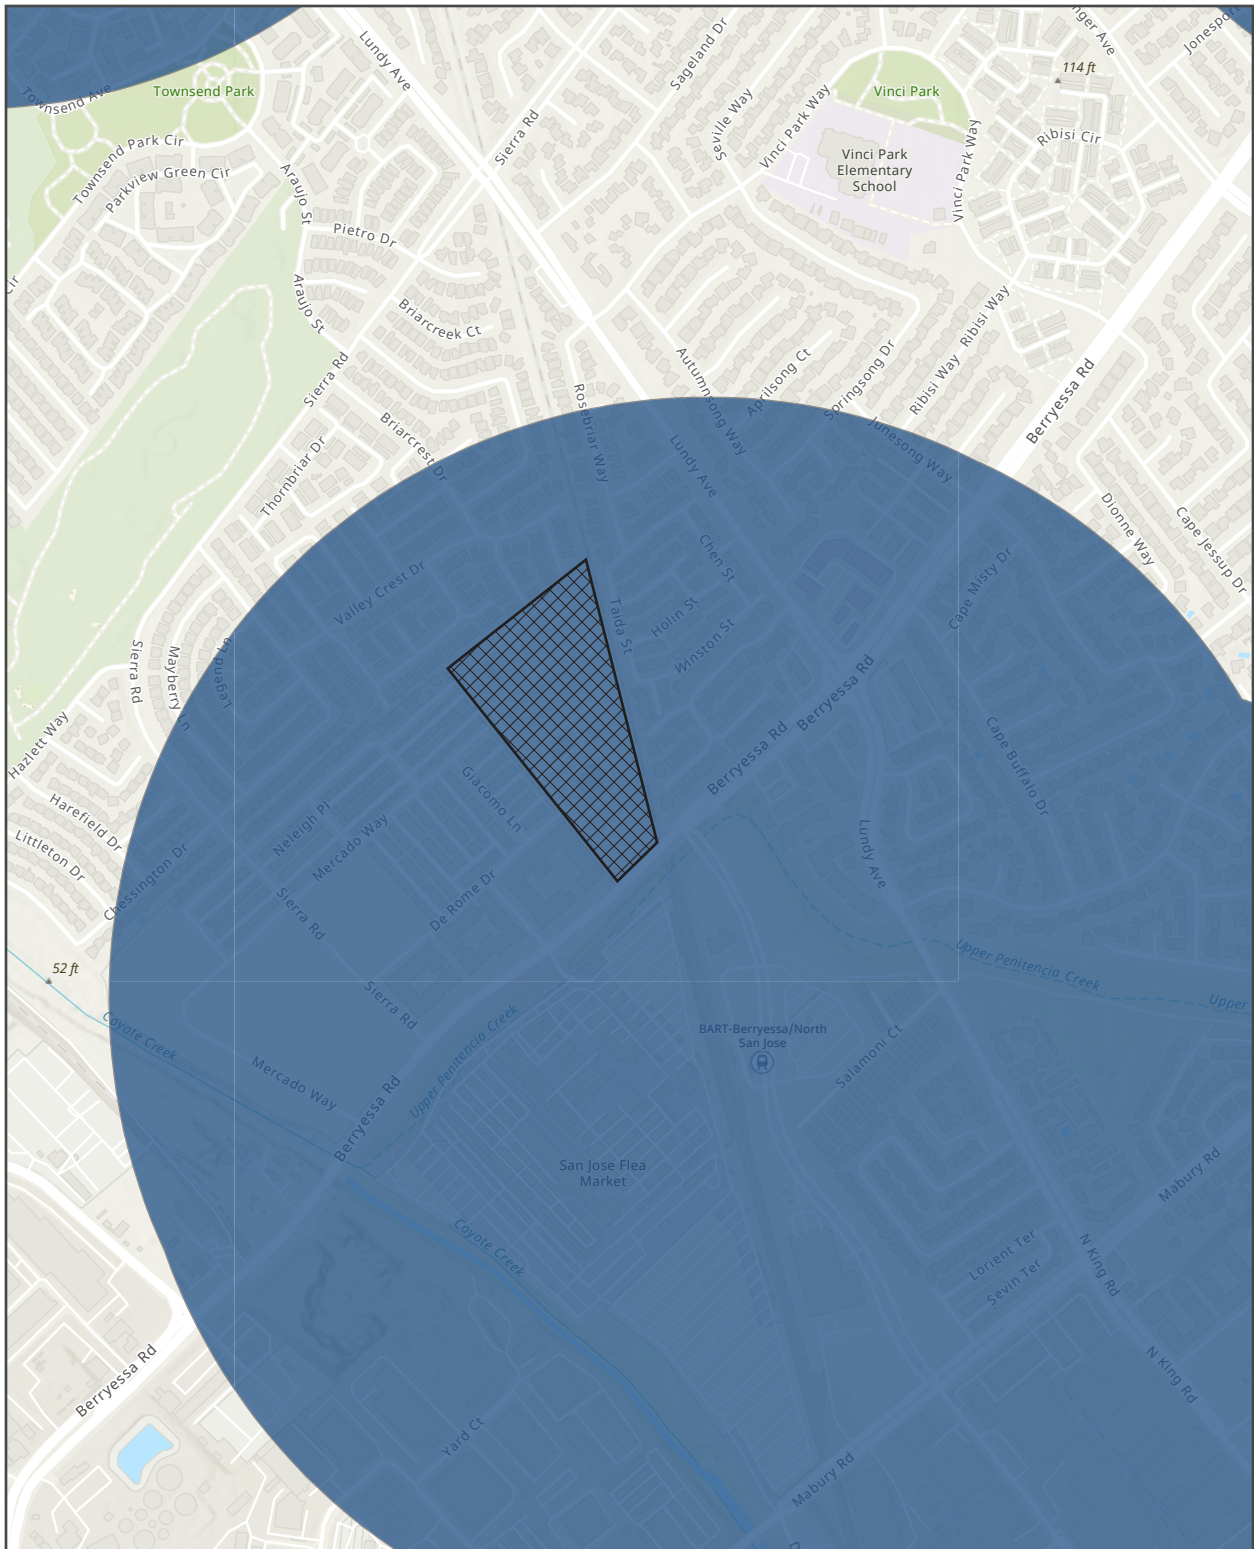 nger Ave
Jonesport
Lundy Ave
Sageland Dr
114 ft
Townsend Ave
Townsend Park
Vinci Park
Seville Way
Vinci Park Way
Sierra Rd
Ribisi Cir
Townsend Park Cir
Vinci Park
Elementary
School
Vinci Park Way
Parkview Green Cir
Araujo St
Pietro Dr
Cir
Araujo St
Briarcreek Ct
Ribisi Way
Sierra Rd
Autumnsong Way
Aprilsong Ct
Springsong Dr
Ribisi Way
Berryessa Rd
Rosebriar Way
Briarcrest Dr
Lundy Ave
Junesong Way
Thornbriar Dr
Dionne Way
Cape Jessup Dr
Chen St
Valley Crest Dr
Cape Misty Dr
Taida St
Holin St
Winston St
Sierra Rd
Mayberry Ln
Lagend Ln
Berryessa Rd
Hazlett Way
Berryessa Rd
Cape Buffalo Dr
Giacomo Ln
Neleigh Pl
Mercado Way
Harefield Dr
Littleton Dr
Lundy Ave
Chessington Dr
De Rome Dr
Sierra Rd
52 ft
Upper Penitencia Creek
Upper
Sierra Rd
Coyote Creek
Upper Penitencia Creek
BART-Berryessa/North
San Jose
Salamoni Ct
Mercado Way
Berryessa Rd
San Jose Flea
Market
Mabury Rd
Coyote Creek
Lorient Ter
Sevin Ter
N King Rd
Berryessa Rd
N King Rd
Yard Ct
Mabury Rd
D